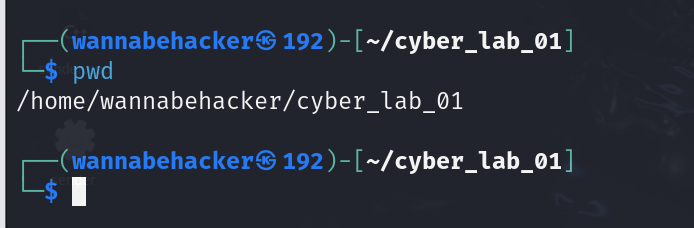 ┌──(wannabehacker㉿192)-[~/cyber_lab_01]
└─$ pwd
/home/wannabehacker/cyber_lab_01
┌──(wannabehacker㉿192)-[~/cyber_lab_01]
└─$